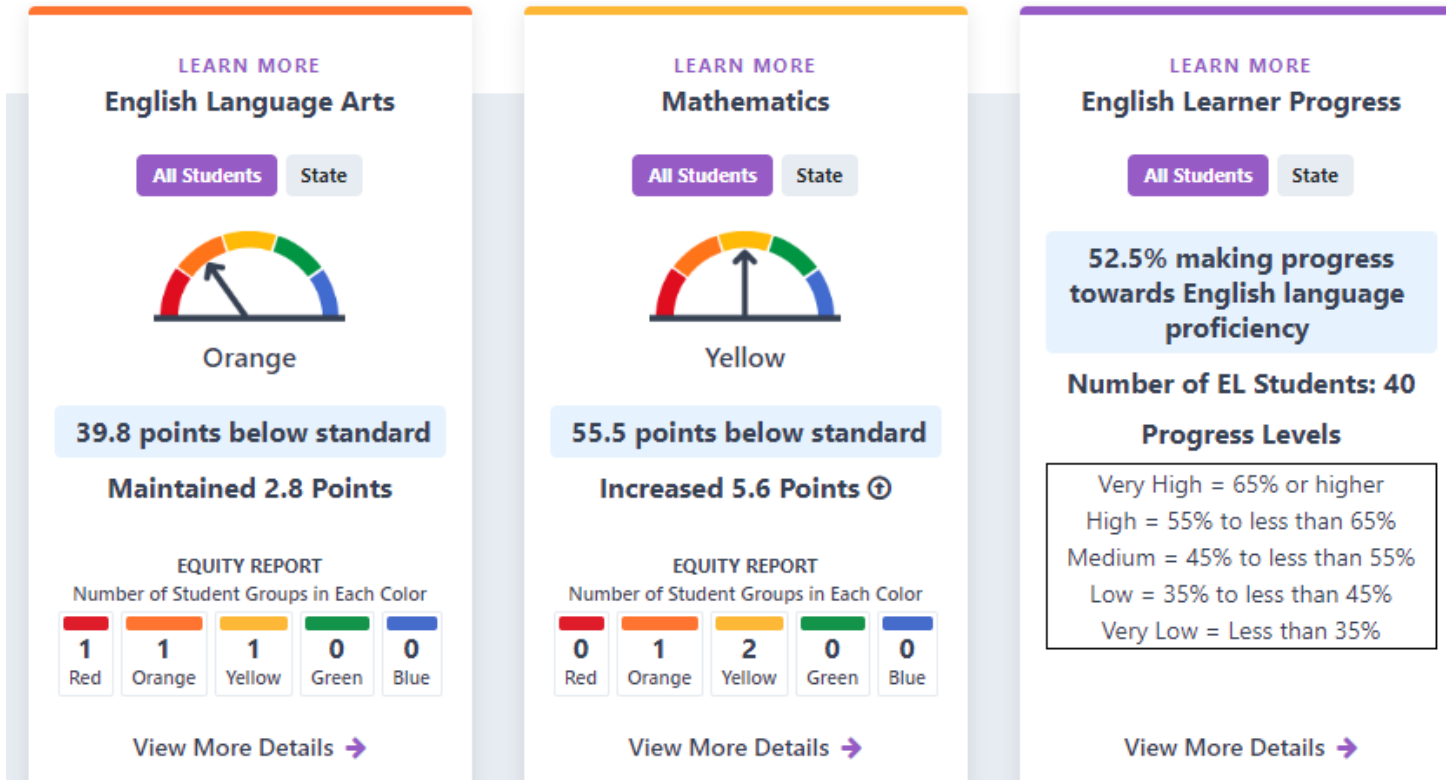 LEARN MORE
English Language Arts
All Students State
Orange
39.8 points below standard
Maintained 2.8 Points
EQUITY REPORT
Number of Student Groups in Each Color
1 1 1 0 0
Red Orange Yellow Green Blue
View More Details →
LEARN MORE
Mathematics
All Students State
Yellow
55.5 points below standard
Increased 5.6 Points
EQUITY REPORT
Number of Student Groups in Each Color
0 1 2 0 0
Red Orange Yellow Green Blue
View More Details →
LEARN MORE
English Learner Progress
All Students State
52.5% making progress
towards English language
proficiency
Number of EL Students: 40
Progress Levels
Very High = 65% or higher
High = 55% to less than 65%
Medium = 45% to less than 55%
Low = 35% to less than 45%
Very Low = Less than 35%
View More Details →